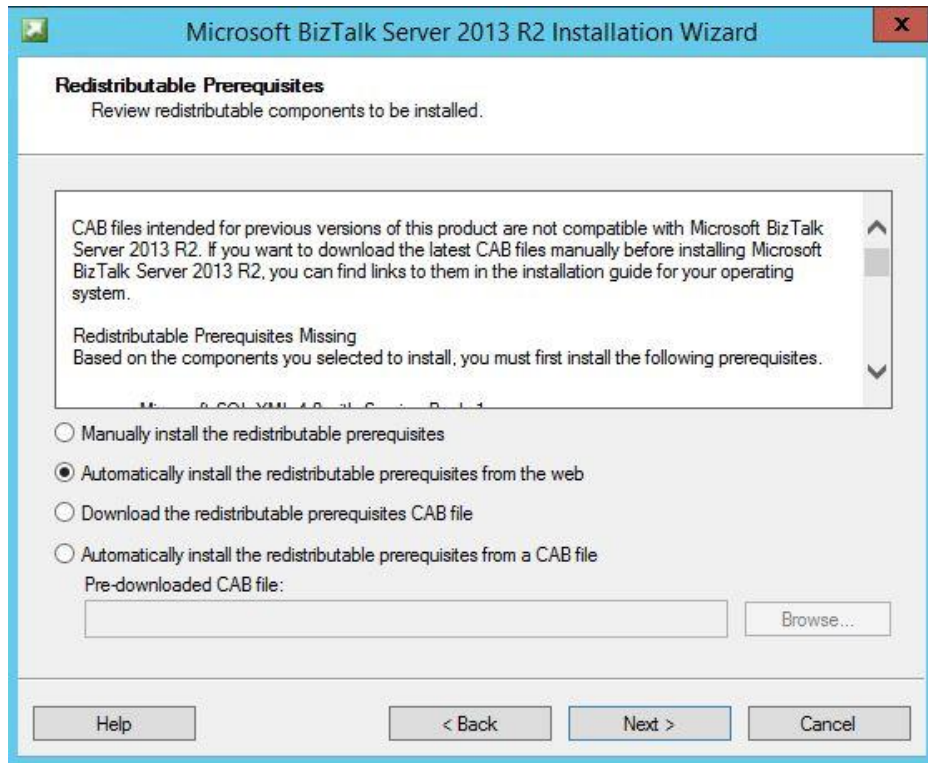 Microsoft BizTalk Server 2013 R2 Installation Wizard
x
Redistributable Prerequisites
Review redistributable components to be installed.
CAB files intended for previous versions of this product are not compatible with Microsoft BizTalk
Server 2013 R2. If you want to download the latest CAB files manually before installing Microsoft
BizTalk Server 2013 R2, you can find links to them in the installation guide for your operating
system.
Redistributable Prerequisites Missing
Based on the components you selected to install, you must first install the following prerequisites.
Manually install the redistributable prerequisites
Automatically install the redistributable prerequisites from the web
Download the redistributable prerequisites CAB file
Automatically install the redistributable prerequisites from a CAB file
Pre-downloaded CAB file:
Browse...
Help
< Back
Next >
Cancel